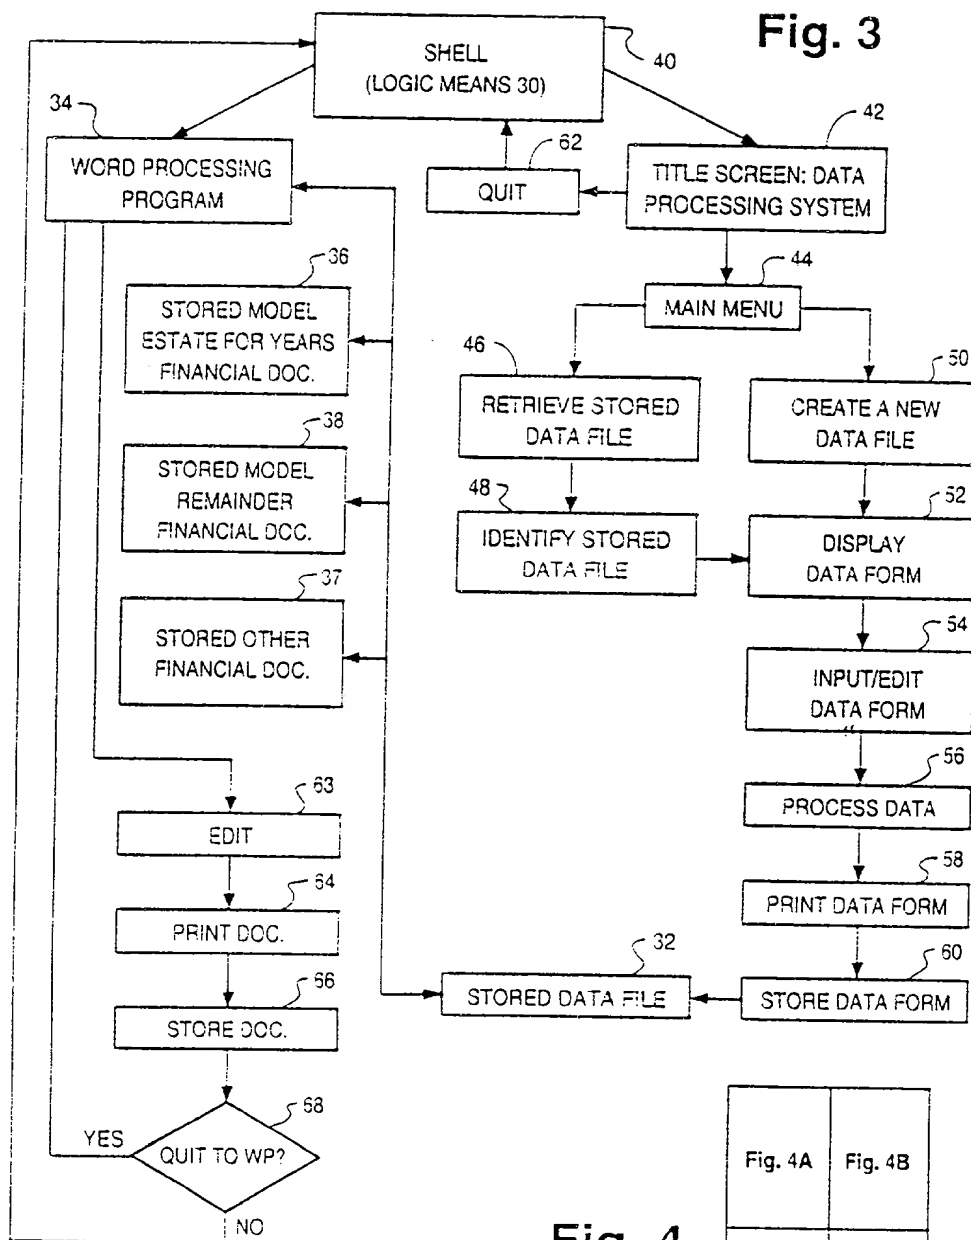 Fig. 3
SHELL
(LOGIC MEANS 30)
40
34
WORD PROCESSING
PROGRAM
62
QUIT
42
TITLE SCREEN: DATA
PROCESSING SYSTEM
36
STORED MODEL
ESTATE FOR YEARS
FINANCIAL DOC.
44
MAIN MENU
46
RETRIEVE STORED
DATA FILE
50
CREATE A NEW
DATA FILE
38
STORED MODEL
REMAINDER
FINANCIAL DOC.
48
IDENTIFY STORED
DATA FILE
52
DISPLAY
DATA FORM
37
STORED OTHER
FINANCIAL DOC.
54
INPUT/EDIT
DATA FORM
56
PROCESS DATA
63
EDIT
58
PRINT DATA FORM
64
PRINT DOC.
32
STORED DATA FILE
60
STORE DATA FORM
66
STORE DOC.
68
QUIT TO WP?
YES
NO
Fig. 4A
Fig. 4B
Fig. 4